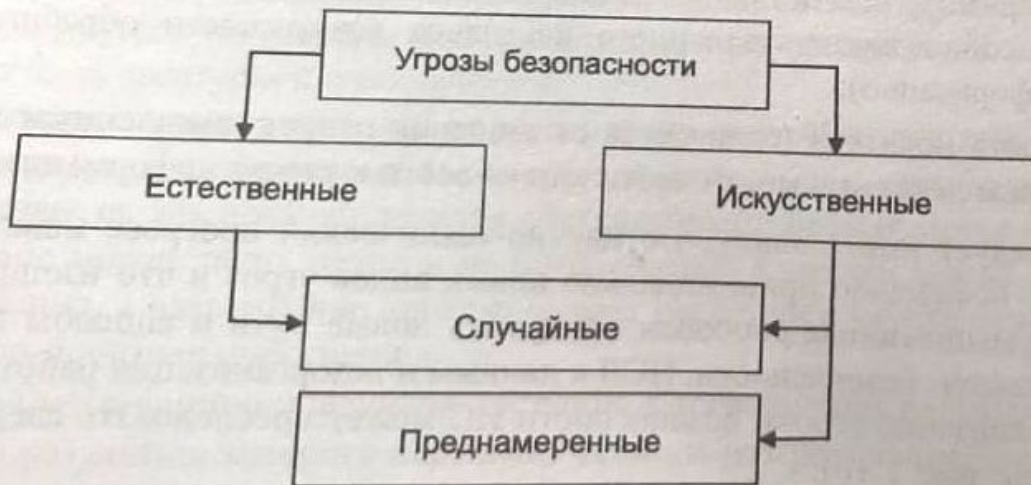 Угрозы безопасности
Естественные
Искусственные
Случайные
Преднамеренные